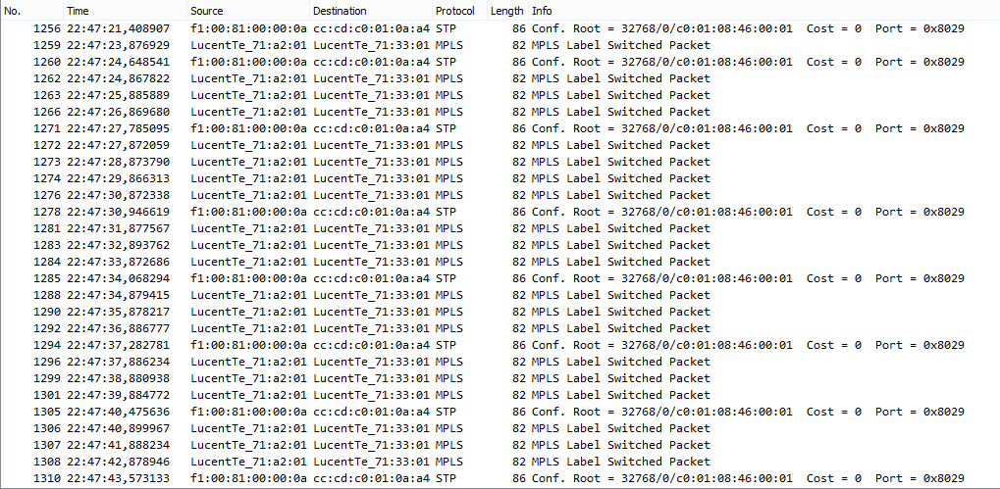 No. Time Source Destination Protocol Length Info
1256 22:47:21,408907 f1:00:81:00:00:0a cc:cd:c0:01:0a:a4 STP 86 Conf. Root = 32768/0/c0:01:08:46:00:01 Cost = 0 Port = 0x8029
1259 22:47:23,876929 LucentTe_71:a2:01 LucentTe_71:33:01 MPLS 82 MPLS Label Switched Packet
1260 22:47:24,648541 f1:00:81:00:00:0a cc:cd:c0:01:0a:a4 STP 86 Conf. Root = 32768/0/c0:01:08:46:00:01 Cost = 0 Port = 0x8029
1262 22:47:24,867822 LucentTe_71:a2:01 LucentTe_71:33:01 MPLS 82 MPLS Label Switched Packet
1263 22:47:25,885889 LucentTe_71:a2:01 LucentTe_71:33:01 MPLS 82 MPLS Label Switched Packet
1266 22:47:26,869680 LucentTe_71:a2:01 LucentTe_71:33:01 MPLS 82 MPLS Label Switched Packet
1271 22:47:27,785095 f1:00:81:00:00:0a cc:cd:c0:01:0a:a4 STP 86 Conf. Root = 32768/0/c0:01:08:46:00:01 Cost = 0 Port = 0x8029
1272 22:47:27,872059 LucentTe_71:a2:01 LucentTe_71:33:01 MPLS 82 MPLS Label Switched Packet
1273 22:47:28,873790 LucentTe_71:a2:01 LucentTe_71:33:01 MPLS 82 MPLS Label Switched Packet
1274 22:47:29,866313 LucentTe_71:a2:01 LucentTe_71:33:01 MPLS 82 MPLS Label Switched Packet
1276 22:47:30,872338 LucentTe_71:a2:01 LucentTe_71:33:01 MPLS 82 MPLS Label Switched Packet
1278 22:47:30,946619 f1:00:81:00:00:0a cc:cd:c0:01:0a:a4 STP 86 Conf. Root = 32768/0/c0:01:08:46:00:01 Cost = 0 Port = 0x8029
1281 22:47:31,877567 LucentTe_71:a2:01 LucentTe_71:33:01 MPLS 82 MPLS Label Switched Packet
1283 22:47:32,893762 LucentTe_71:a2:01 LucentTe_71:33:01 MPLS 82 MPLS Label Switched Packet
1284 22:47:33,872686 LucentTe_71:a2:01 LucentTe_71:33:01 MPLS 82 MPLS Label Switched Packet
1285 22:47:34,068294 f1:00:81:00:00:0a cc:cd:c0:01:0a:a4 STP 86 Conf. Root = 32768/0/c0:01:08:46:00:01 Cost = 0 Port = 0x8029
1288 22:47:34,879415 LucentTe_71:a2:01 LucentTe_71:33:01 MPLS 82 MPLS Label Switched Packet
1290 22:47:35,878217 LucentTe_71:a2:01 LucentTe_71:33:01 MPLS 82 MPLS Label Switched Packet
1292 22:47:36,886777 LucentTe_71:a2:01 LucentTe_71:33:01 MPLS 82 MPLS Label Switched Packet
1294 22:47:37,282781 f1:00:81:00:00:0a cc:cd:c0:01:0a:a4 STP 86 Conf. Root = 32768/0/c0:01:08:46:00:01 Cost = 0 Port = 0x8029
1296 22:47:37,886234 LucentTe_71:a2:01 LucentTe_71:33:01 MPLS 82 MPLS Label Switched Packet
1299 22:47:38,880938 LucentTe_71:a2:01 LucentTe_71:33:01 MPLS 82 MPLS Label Switched Packet
1301 22:47:39,884772 LucentTe_71:a2:01 LucentTe_71:33:01 MPLS 82 MPLS Label Switched Packet
1305 22:47:40,475636 f1:00:81:00:00:0a cc:cd:c0:01:0a:a4 STP 86 Conf. Root = 32768/0/c0:01:08:46:00:01 Cost = 0 Port = 0x8029
1306 22:47:40,899967 LucentTe_71:a2:01 LucentTe_71:33:01 MPLS 82 MPLS Label Switched Packet
1307 22:47:41,888234 LucentTe_71:a2:01 LucentTe_71:33:01 MPLS 82 MPLS Label Switched Packet
1308 22:47:42,878946 LucentTe_71:a2:01 LucentTe_71:33:01 MPLS 82 MPLS Label Switched Packet
1310 22:47:43,573133 f1:00:81:00:00:0a cc:cd:c0:01:0a:a4 STP 86 Conf. Root = 32768/0/c0:01:08:46:00:01 Cost = 0 Port = 0x8029